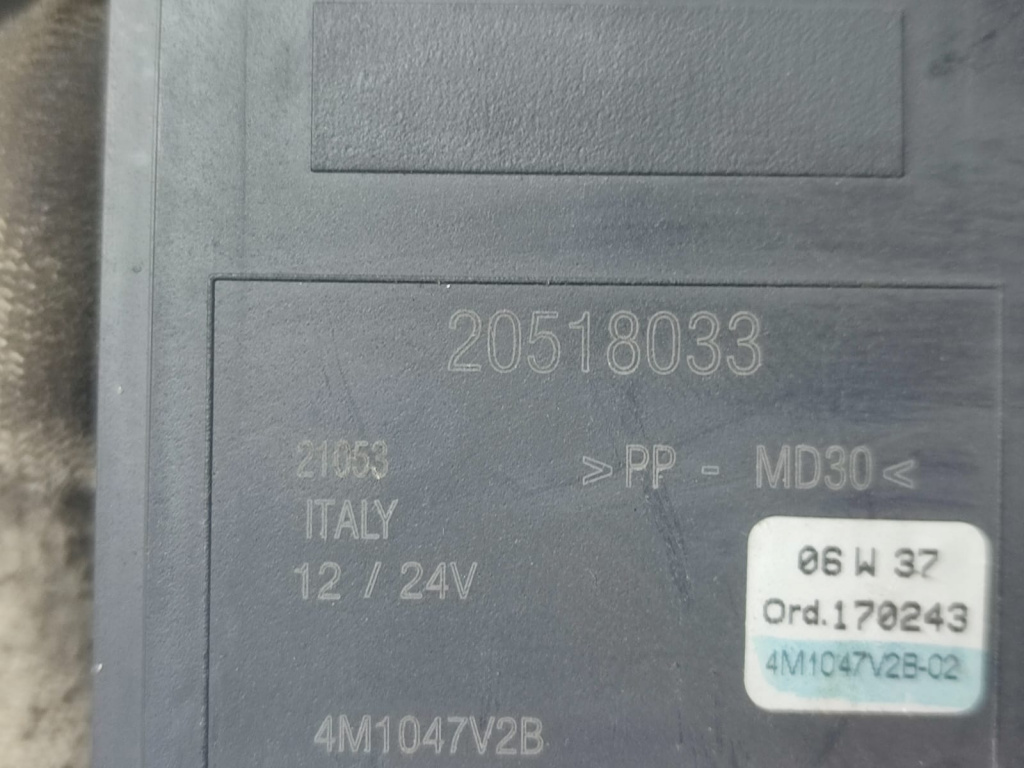 20518033
21053
>PP - MD30<
ITALY
12 / 24V
06 W 37
Ord.170243
4M1047V2B-02
4M1047V2B